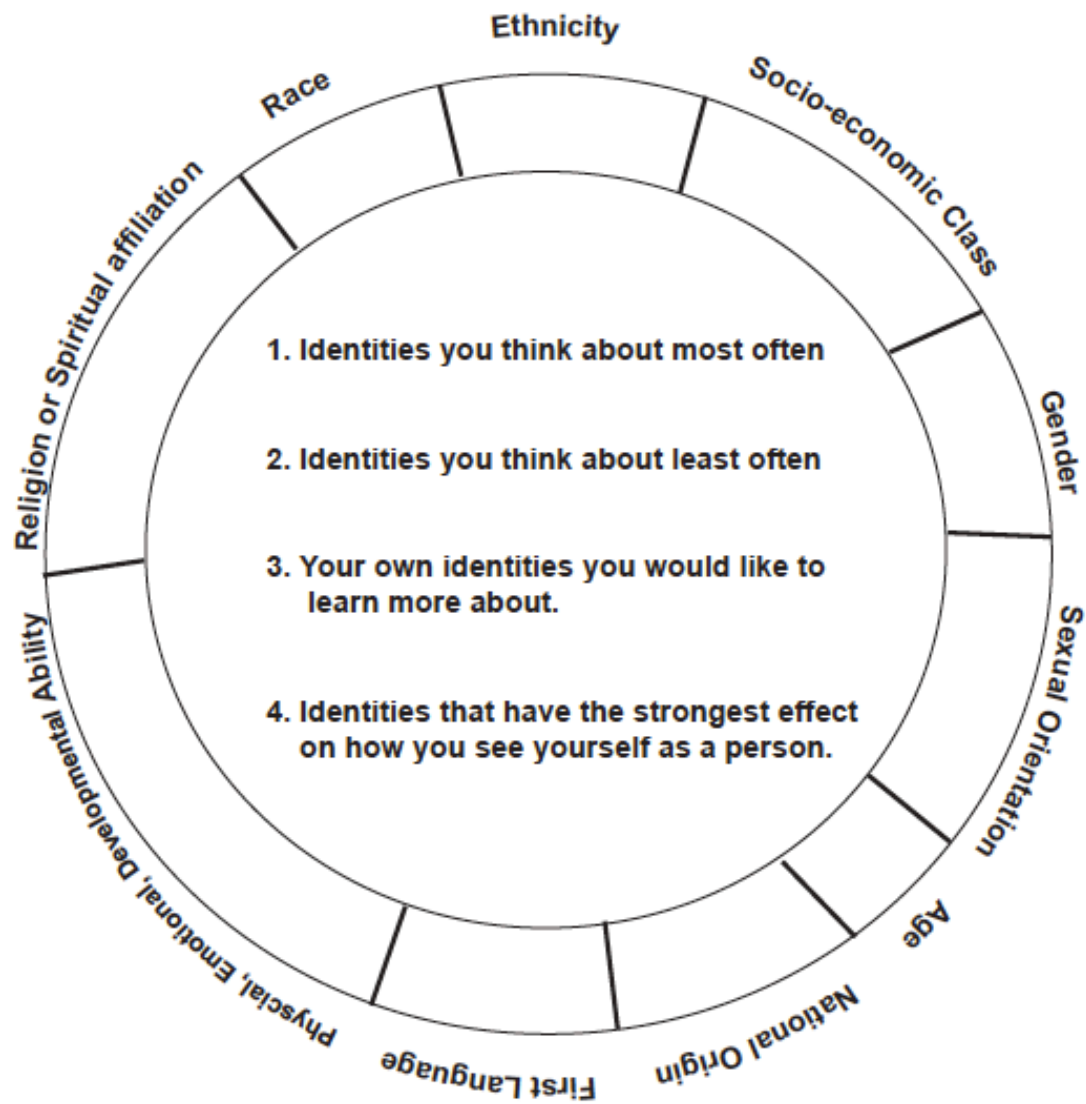 Ethnicity
Socio-economic Class
Gender
Sexual Orientation
Age
National Origin
First Language
Physcial, Emotional, Developmental Ability
Religion or Spiritual affiliation
Race
1. Identities you think about most often
2. Identities you think about least often
3. Your own identities you would like to
learn more about.
4. Identities that have the strongest effect
on how you see yourself as a person.